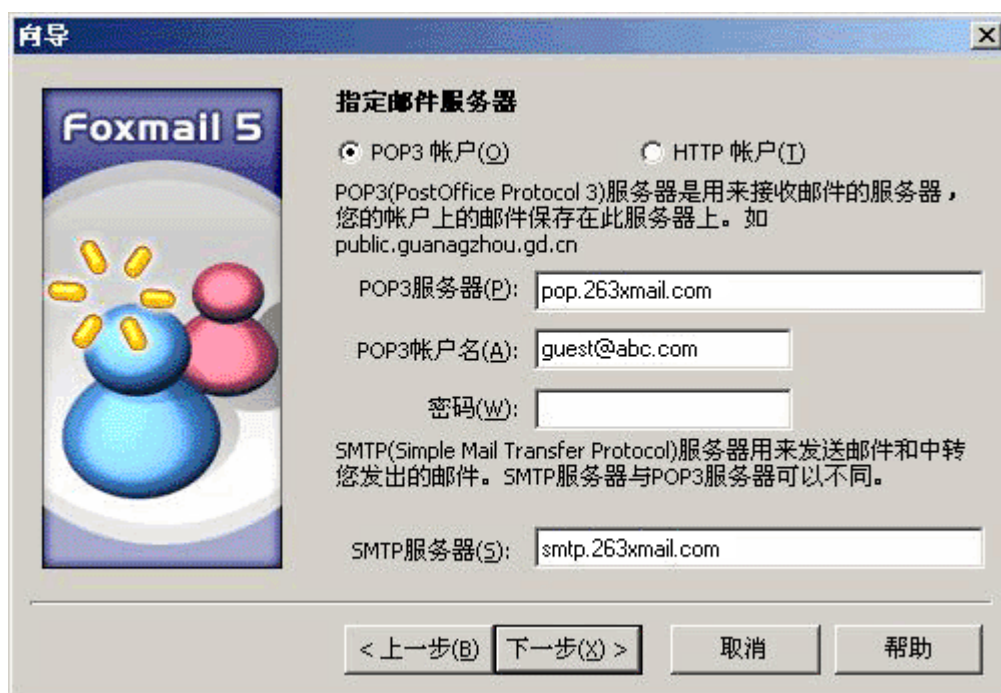 向导
Foxmail 5
指定邮件服务器
POP3 帐户(O)
HTTP 帐户(T)
POP3(PostOffice Protocol 3)服务器是用来接收邮件的服务器，
您的帐户上的邮件保存在此服务器上。如
public.guanagzhou.gd.cn
POP3服务器(P): pop.263xmail.com
POP3帐户名(A): guest@abc.com
密码(W):
SMTP(Simple Mail Transfer Protocol)服务器用来发送邮件和中转
您发出的邮件。SMTP服务器与POP3服务器可以不同。
SMTP服务器(S): smtp.263xmail.com
< 上一步(B) 下一步(X) > 取消 帮助